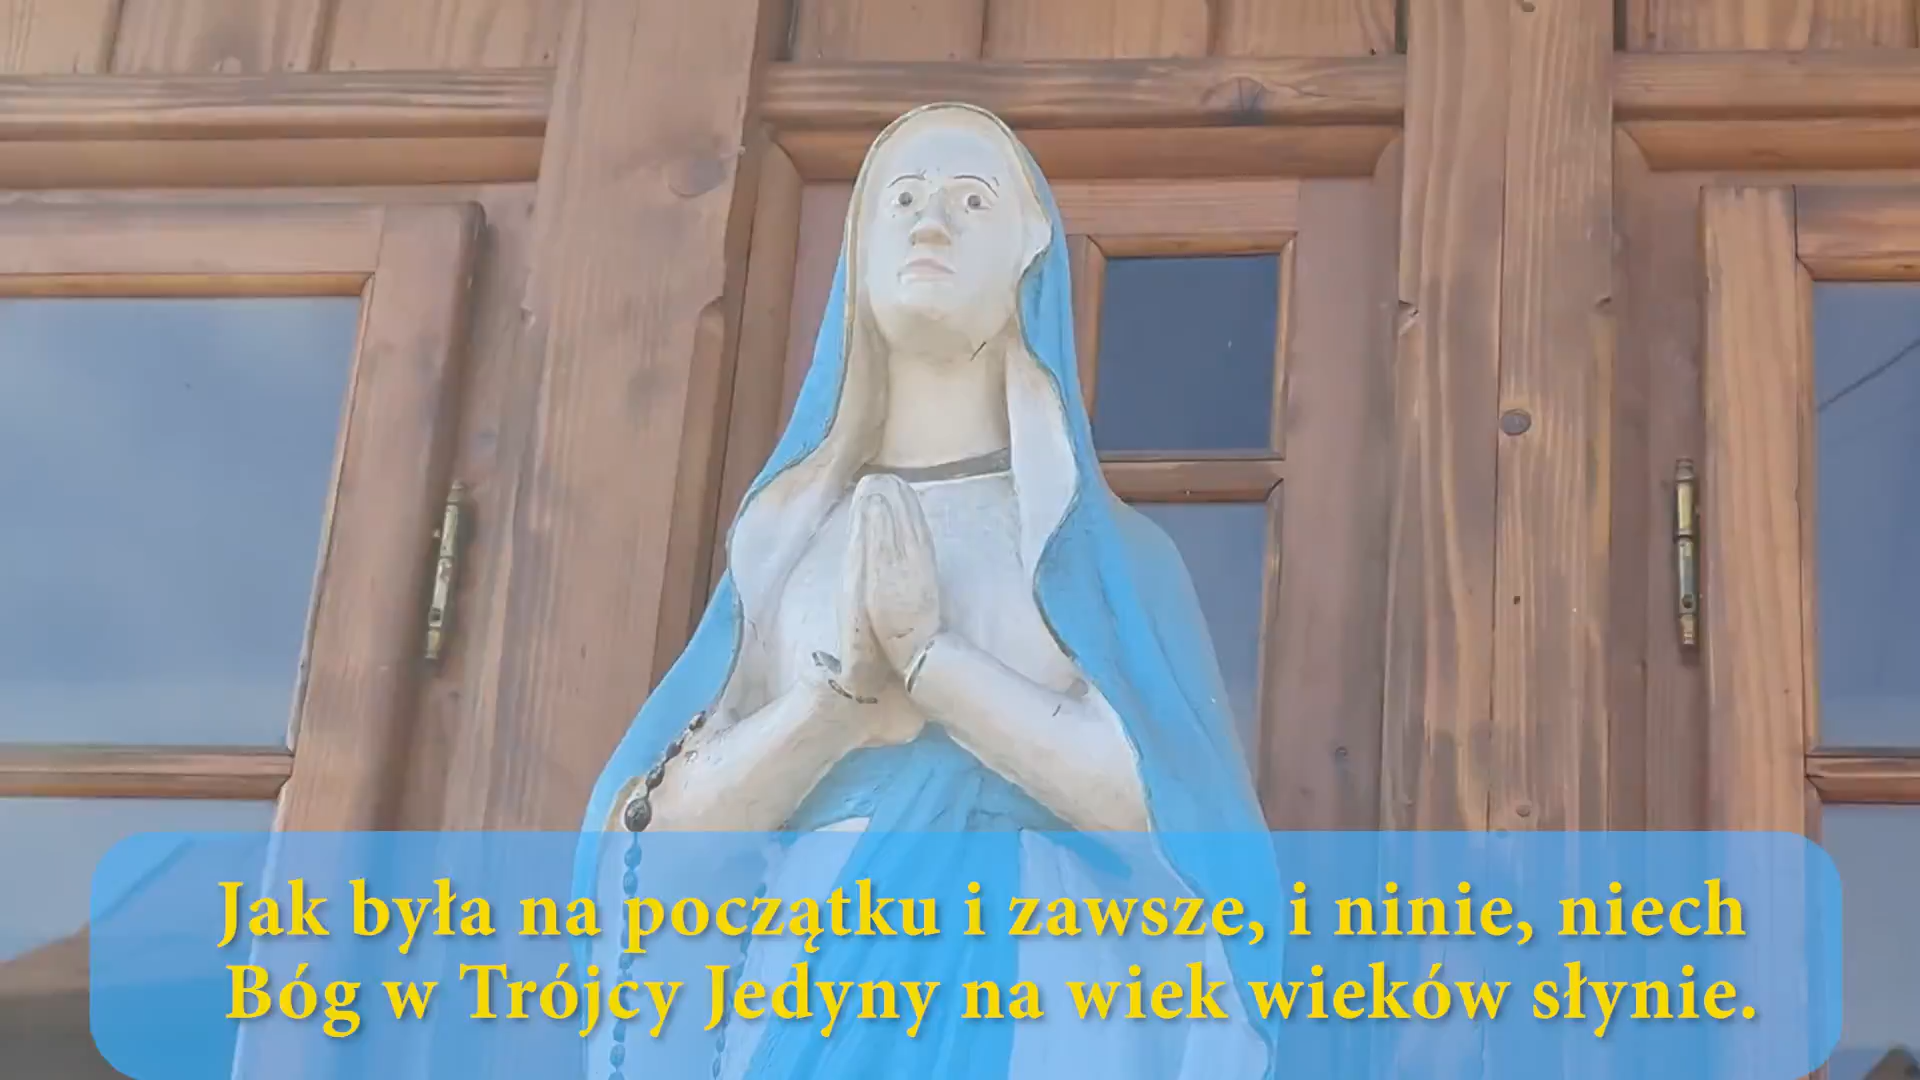 Jak była na początku i zawsze, i ninie, niech
Bóg w Trójcy Jedyny na wiek wieków słynie.